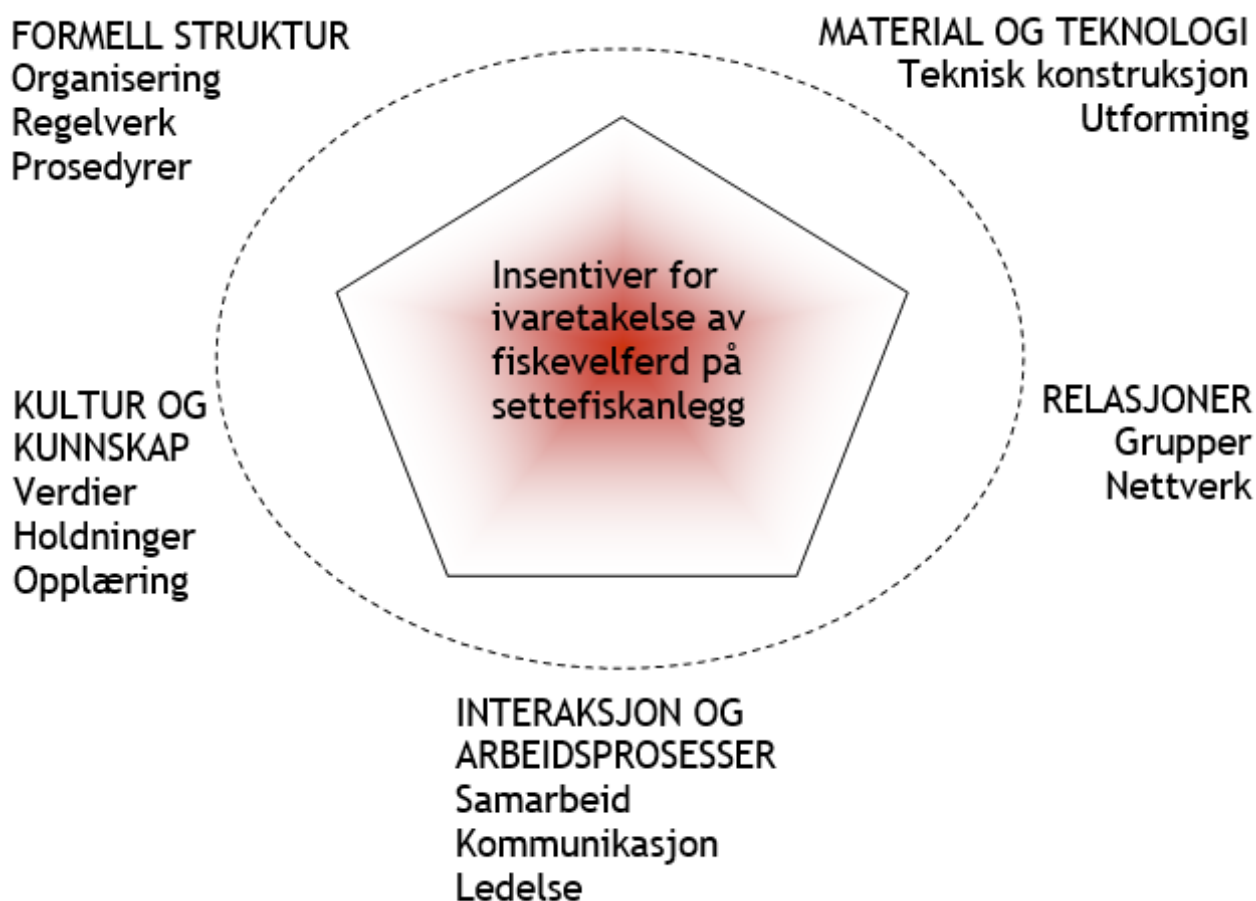 FORMELL STRUKTUR
Organisering
Regelverk
Prosedyrer
MATERIAL OG TEKNOLOGI
Teknisk konstruksjon
Utforming
Insentiver for
ivaretakelse av
fiskevelferd på
settefiskanlegg
KULTUR OG
KUNNSKAP
Verdier
Holdninger
Opplæring
RELASJONER
Grupper
Nettverk
INTERAKSJON OG
ARBEIDSPROSESSER
Samarbeid
Kommunikasjon
Ledelse